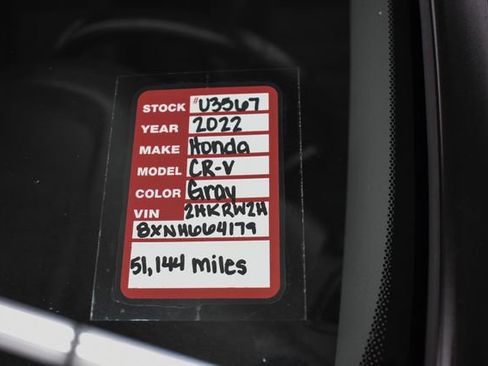 STOCK #U3567
YEAR 2022
MAKE Honda
MODEL CR-V
COLOR Gray
VIN 2HKRW2H
8XNH664179
51,144 miles